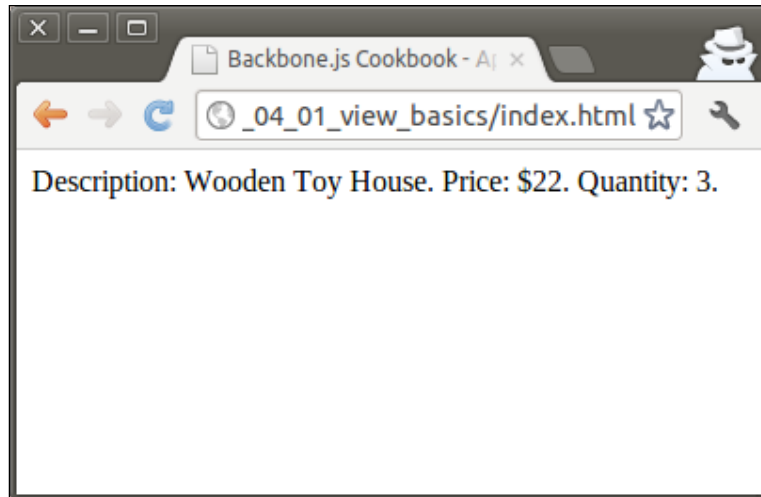 Backbone.js Cookbook - A
_04_01_view_basics/index.html
Description: Wooden Toy House. Price: $22. Quantity: 3.